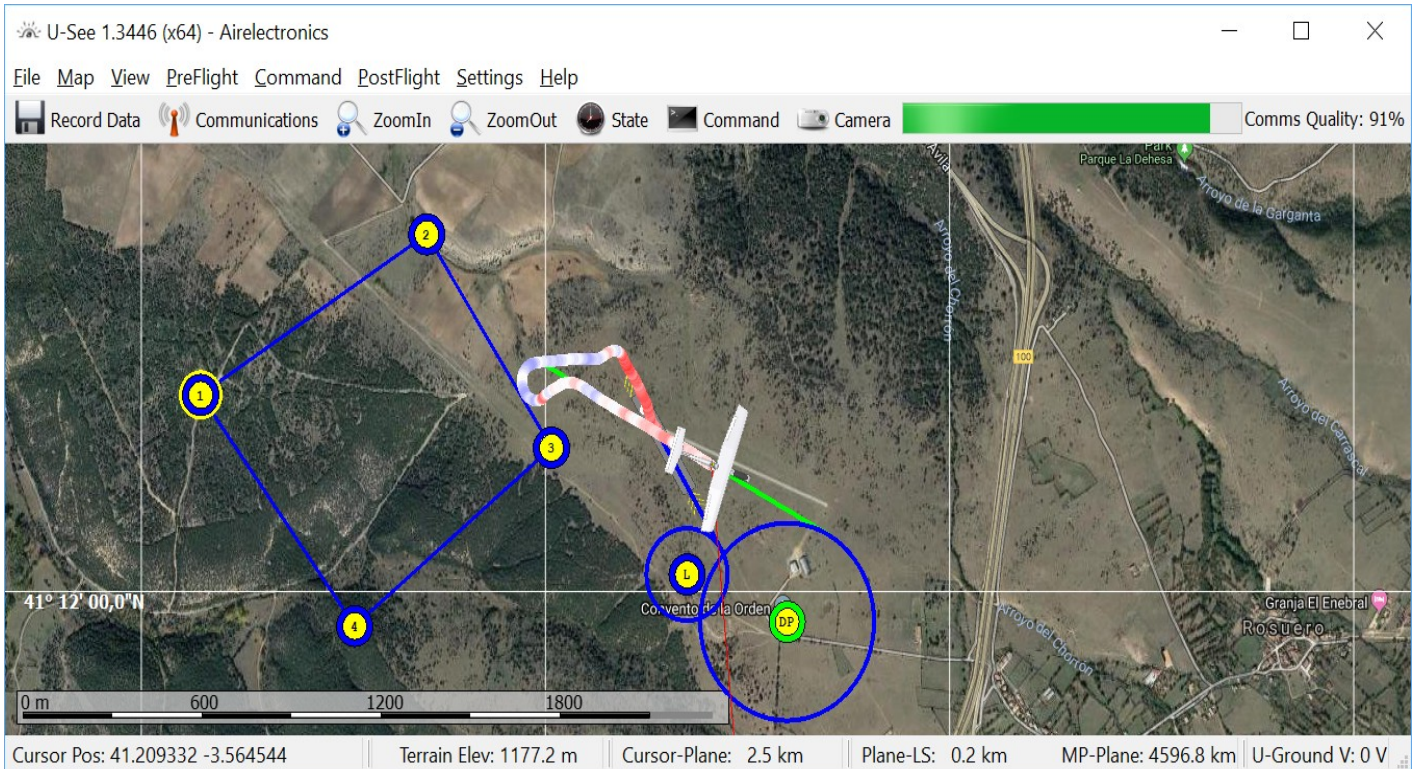 U-See 1.3446 (x64) - Airelectronics
File Map View PreFlight Command PostFlight Settings Help
Record Data Communications ZoomIn ZoomOut State Command Camera Comms Quality: 91%
Park
Parque La Dehesa
Avila
Arroyo de la Garganta
2
Arroyo del Chorrón
100
1
Arroyo del Carrascal
3
L
41° 12' 00,0"N
Convento de la Orden
Granja El Enebral
DP
4
Rosuero
Arroyo del Chorrón
0 m 600 1200 1800
Cursor Pos: 41.209332 -3.564544 Terrain Elev: 1177.2 m Cursor-Plane: 2.5 km Plane-LS: 0.2 km MP-Plane: 4596.8 km U-Ground V: 0 V